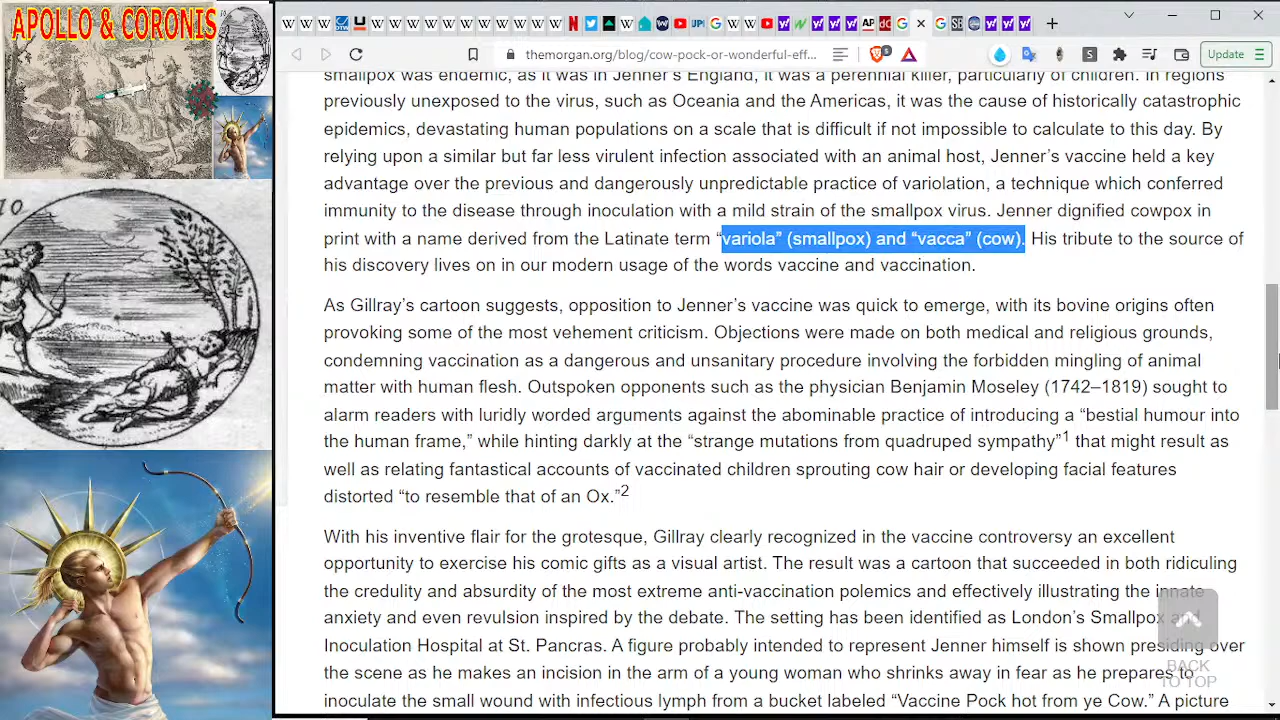 APOLLO & CORONIS
10
themorgan.org/blog/cow-pock-or-wonderful-eff...
Update
smallpox was endemic, as it was in Jenner's England, it was a perennial killer, particularly of children. In regions
previously unexposed to the virus, such as Oceania and the Americas, it was the cause of historically catastrophic
epidemics, devastating human populations on a scale that is difficult if not impossible to calculate to this day. By
relying upon a similar but far less virulent infection associated with an animal host, Jenner's vaccine held a key
advantage over the previous and dangerously unpredictable practice of variolation, a technique which conferred
immunity to the disease through inoculation with a mild strain of the smallpox virus. Jenner dignified cowpox in
print with a name derived from the Latinate term “variola” (smallpox) and “vacca” (cow). His tribute to the source of
his discovery lives on in our modern usage of the words vaccine and vaccination.
As Gillray's cartoon suggests, opposition to Jenner's vaccine was quick to emerge, with its bovine origins often
provoking some of the most vehement criticism. Objections were made on both medical and religious grounds,
condemning vaccination as a dangerous and unsanitary procedure involving the forbidden mingling of animal
matter with human flesh. Outspoken opponents such as the physician Benjamin Moseley (1742–1819) sought to
alarm readers with luridly worded arguments against the abominable practice of introducing a “bestial humour into
the human frame,” while hinting darkly at the “strange mutations from quadruped sympathy”1 that might result as
well as relating fantastical accounts of vaccinated children sprouting cow hair or developing facial features
distorted “to resemble that of an Ox.”2
With his inventive flair for the grotesque, Gillray clearly recognized in the vaccine controversy an excellent
opportunity to exercise his comic gifts as a visual artist. The result was a cartoon that succeeded in both ridiculing
the credulity and absurdity of the most extreme anti-vaccination polemics and effectively illustrating the innate
anxiety and even revulsion inspired by the debate. The setting has been identified as London's Smallpox and
Inoculation Hospital at St. Pancras. A figure probably intended to represent Jenner himself is shown presiding over
the scene as he makes an incision in the arm of a young woman who shrinks away in fear as he prepares to
inoculate the small wound with infectious lymph from a bucket labeled “Vaccine Pock hot from ye Cow.” A picture
BACK
TO TOP